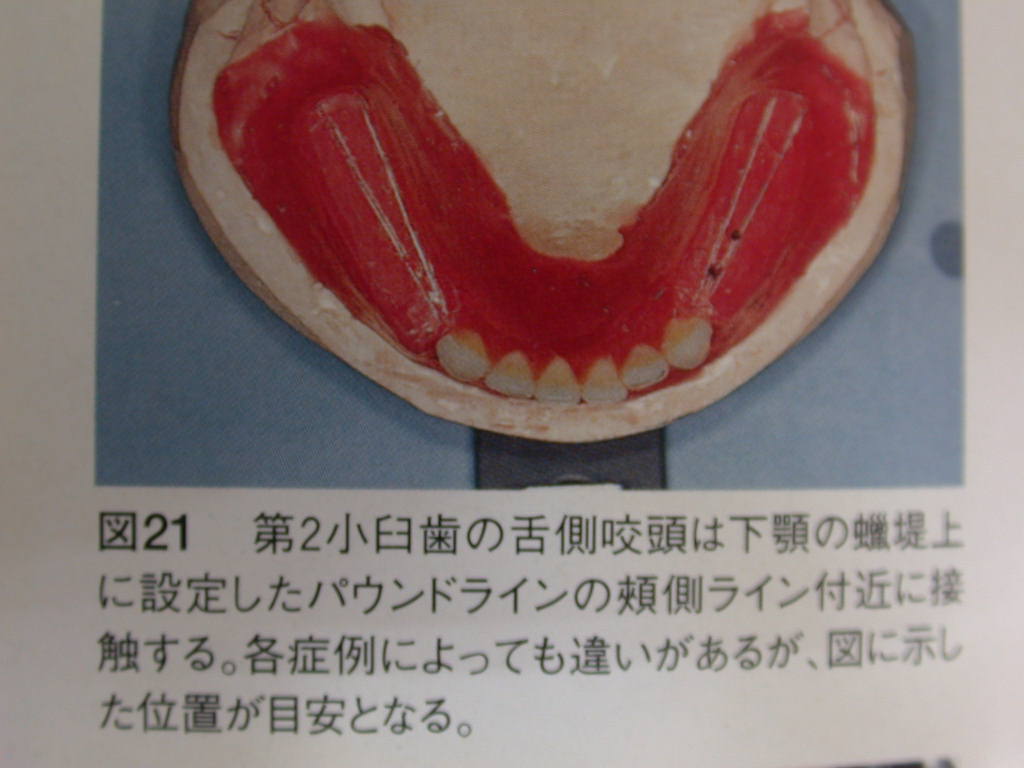 図21　第2小臼歯の舌側咬頭は下顎の蠟堤上
に設定したパウンドラインの頰側ライン付近に接
触する。各症例によっても違いがあるが、図に示し
た位置が目安となる。